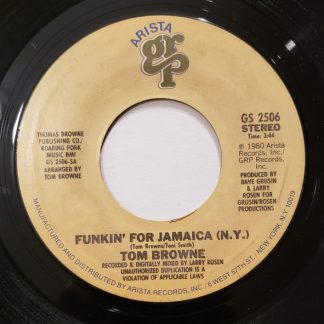 ARISTA
grp
GS 2506
STEREO
Time: 3:44
THOMAS BROWNE
PUBLISHING CO./
ROARING FORK
MUSIC BMI
GS 2506-SA
ARRANGED BY
TOM BROWNE
℗ 1980 Arista
Records, Inc./
GRP Records,
Inc.
PRODUCED BY
DAVE GRUSIN
& LARRY
ROSEN FOR
GRUSIN/ROSEN
PRODUCTIONS
FUNKIN' FOR JAMAICA (N.Y.)
(Tom Browne/Toni Smith)
TOM BROWNE
RECORDED & DIGITALLY MIXED BY LARRY ROSEN
UNAUTHORIZED DUPLICATION IS A
VIOLATION OF APPLICABLE LAWS
MANUFACTURED AND DISTRIBUTED BY ARISTA RECORDS, INC./6 WEST 57TH ST./N.Y., N.Y. 10019